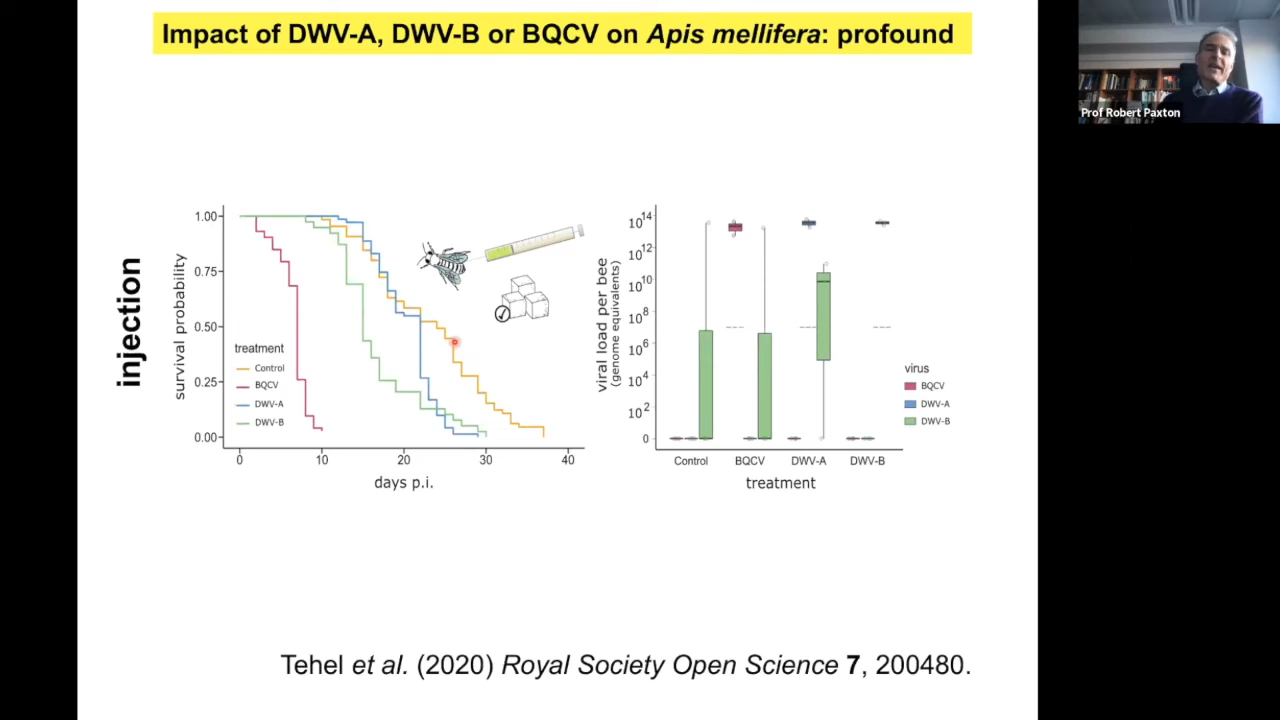 Impact of DWV-A, DWV-B or BQCV on Apis mellifera: profound
Prof Robert Paxton
injection
survival probability
1.00
0.75
0.50
0.25
0.00
treatment
Control
BQCV
DWV-A
DWV-B
0
10
20
30
40
days p.i.
viral load per bee
(genome equivalents)
10^14
10^12
10^10
10^8
10^6
10^4
10^2
0
Control
BQCV
DWV-A
DWV-B
treatment
virus
BQCV
DWV-A
DWV-B
Tehel et al. (2020) Royal Society Open Science 7, 200480.